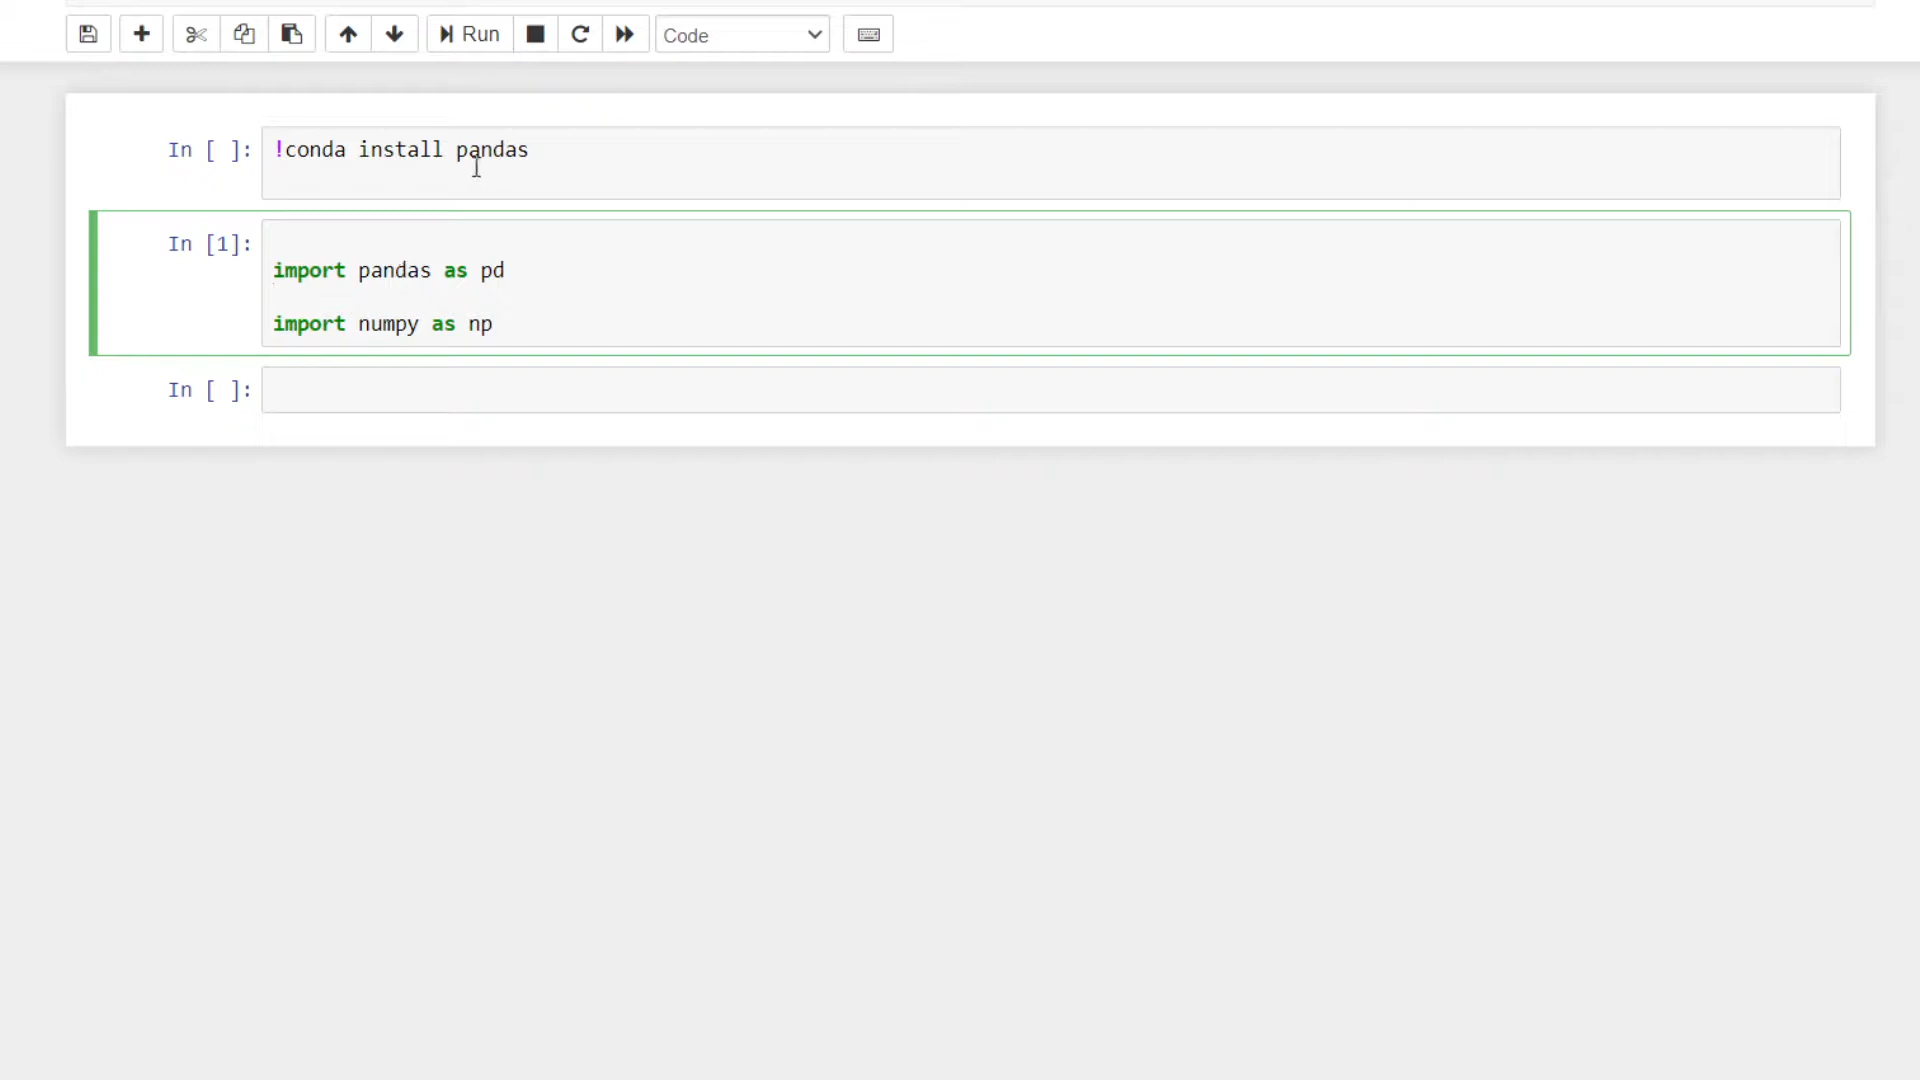 Run
Code
In [ ]:
!conda install pandas
In [1]:
import pandas as pd
import numpy as np
In [ ]: